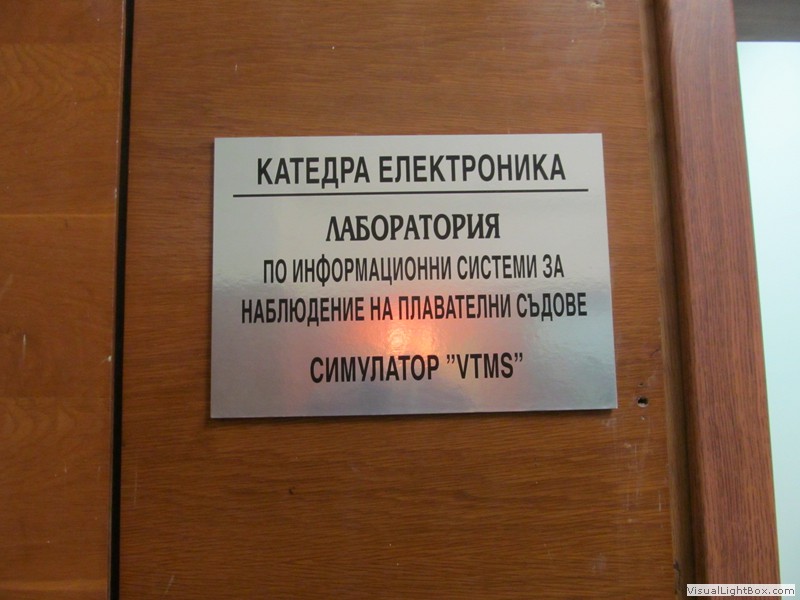 КАТЕДРА ЕЛЕКТРОНИКА
ЛАБОРАТОРИЯ
ПО ИНФОРМАЦИОННИ СИСТЕМИ ЗА
НАБЛЮДЕНИЕ НА ПЛАВАТЕЛНИ СЪДОВЕ
СИМУЛАТОР ”VTMS”
VisualLightBox.com